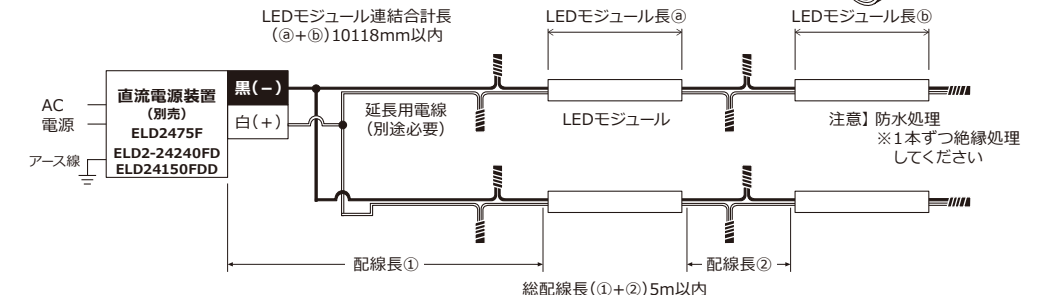 LEDモジュール連結合計長
(ⓐ+ⓑ)10118mm以内
LEDモジュール長ⓐ
LEDモジュール長ⓑ
AC
電源
アース線
直流電源装置
(別売)
ELD2475F
ELD2-24240FD
ELD24150FDD
黒(−)
白(+)
延長用電線
(別途必要)
LEDモジュール
注意】防水処理
※1本ずつ絶縁処理
してください
配線長①
配線長②
総配線長(①+②)5m以内